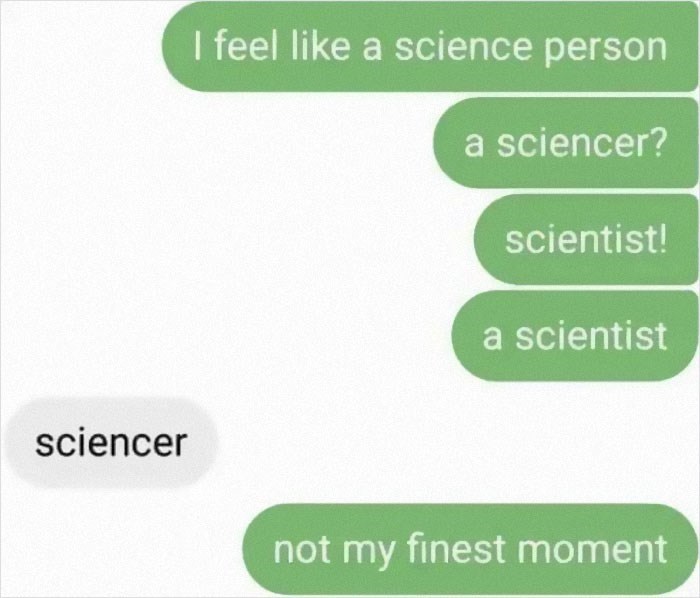 I feel like a science person
a sciencer?
scientist!
a scientist
sciencer
not my finest moment